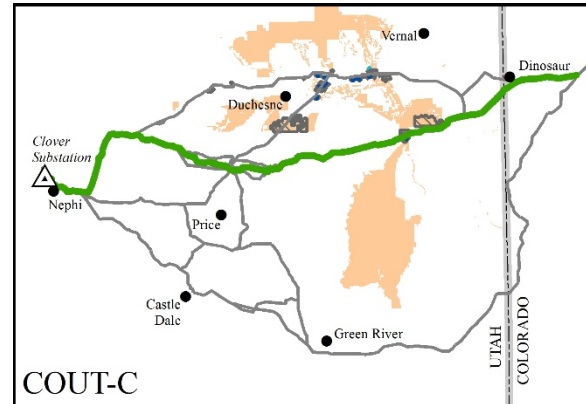 Vernal
Dinosaur
Duchesne
Clover
Substation
Nephi
Price
Castle
Dale
Green River
UTAH
COLORADO
COUT-C